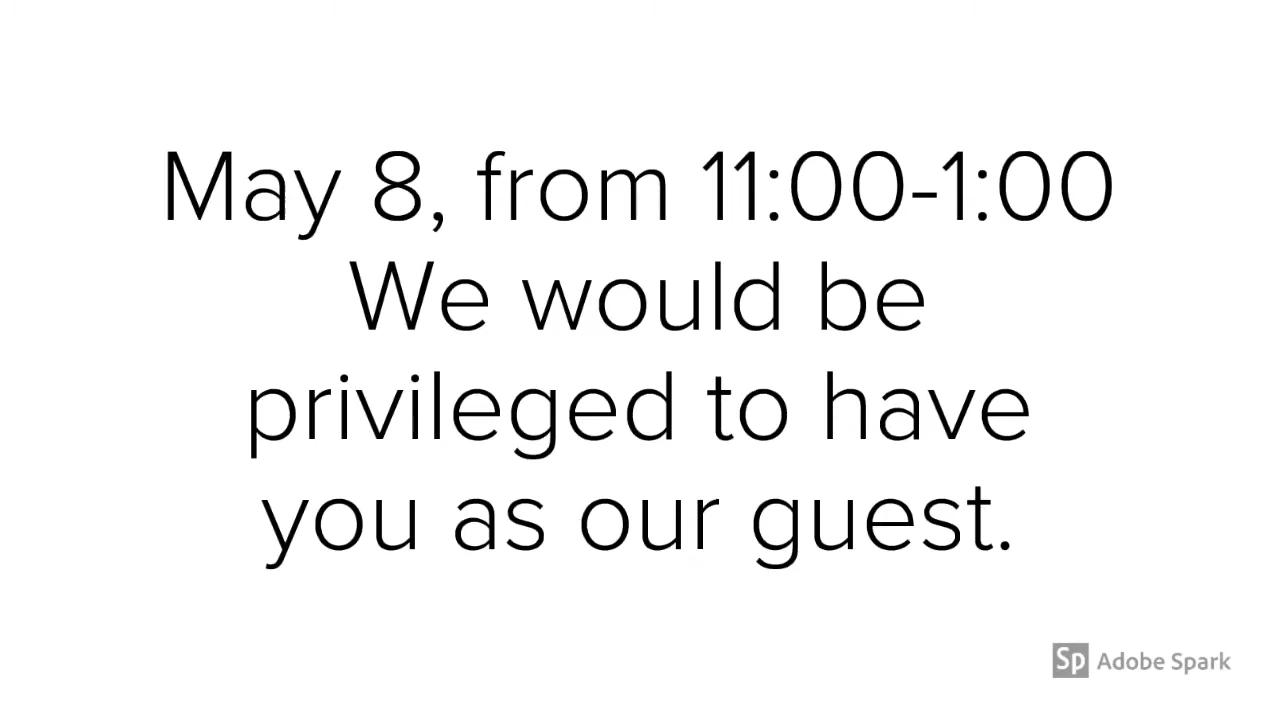 May 8, from 11:00-1:00
We would be
privileged to have
you as our guest.
Sp Adobe Spark